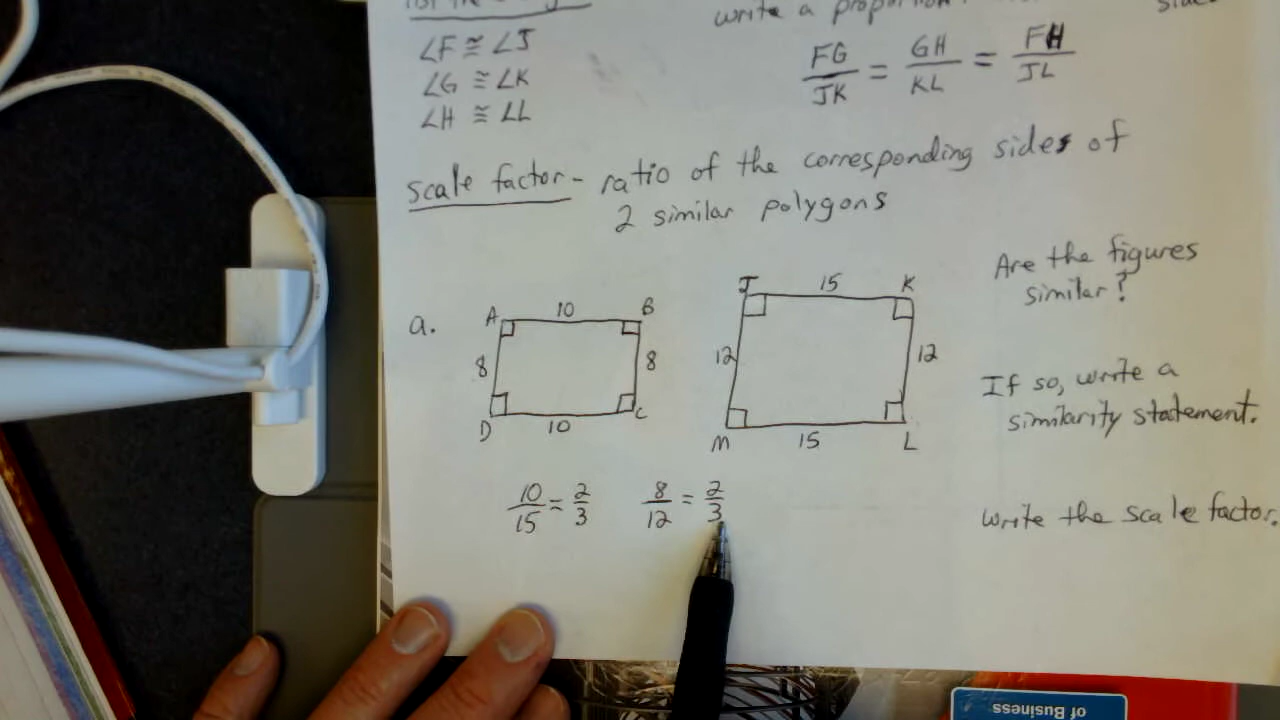 write a proportion
∠F ≅ ∠J
∠G ≅ ∠K
∠H ≅ ∠L
FG/JK = GH/KL = FH/JL
scale factor - ratio of the corresponding sides of
2 similar polygons
Are the figures
similar?
a.
A 10 B
8 8
D 10 C
J 15 K
12 12
M 15 L
If so, write a
similarity statement.
10/15 = 2/3 8/12 = 2/3
Write the scale factor.
of Business